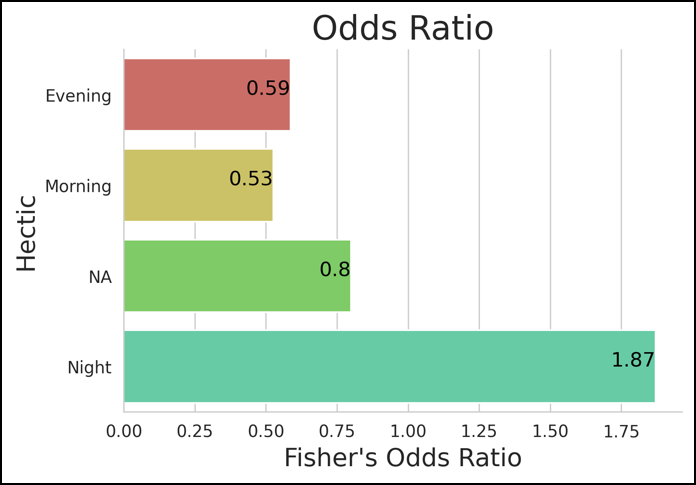 Odds Ratio
Hectic
Evening
0.59
Morning
0.53
NA
0.8
Night
1.87
0.00 0.25 0.50 0.75 1.00 1.25 1.50 1.75
Fisher's Odds Ratio